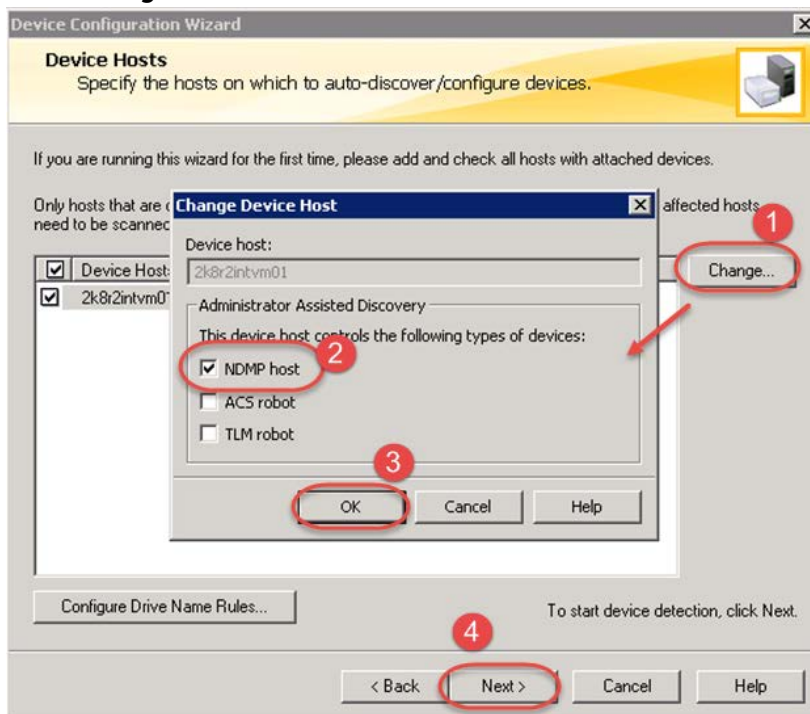 Device Configuration Wizard
Device Hosts
Specify the hosts on which to auto-discover/configure devices.
If you are running this wizard for the first time, please add and check all hosts with attached devices.
Only hosts that are affected hosts
need to be scanned
1
Change...
Device Host
2k8r2intvm01
Change Device Host
Device host:
2k8r2intvm01
Administrator Assisted Discovery
This device host controls the following types of devices:
2
NDMP host
ACS robot
TLM robot
3
OK Cancel Help
Configure Drive Name Rules...
To start device detection, click Next.
4
< Back Next > Cancel Help